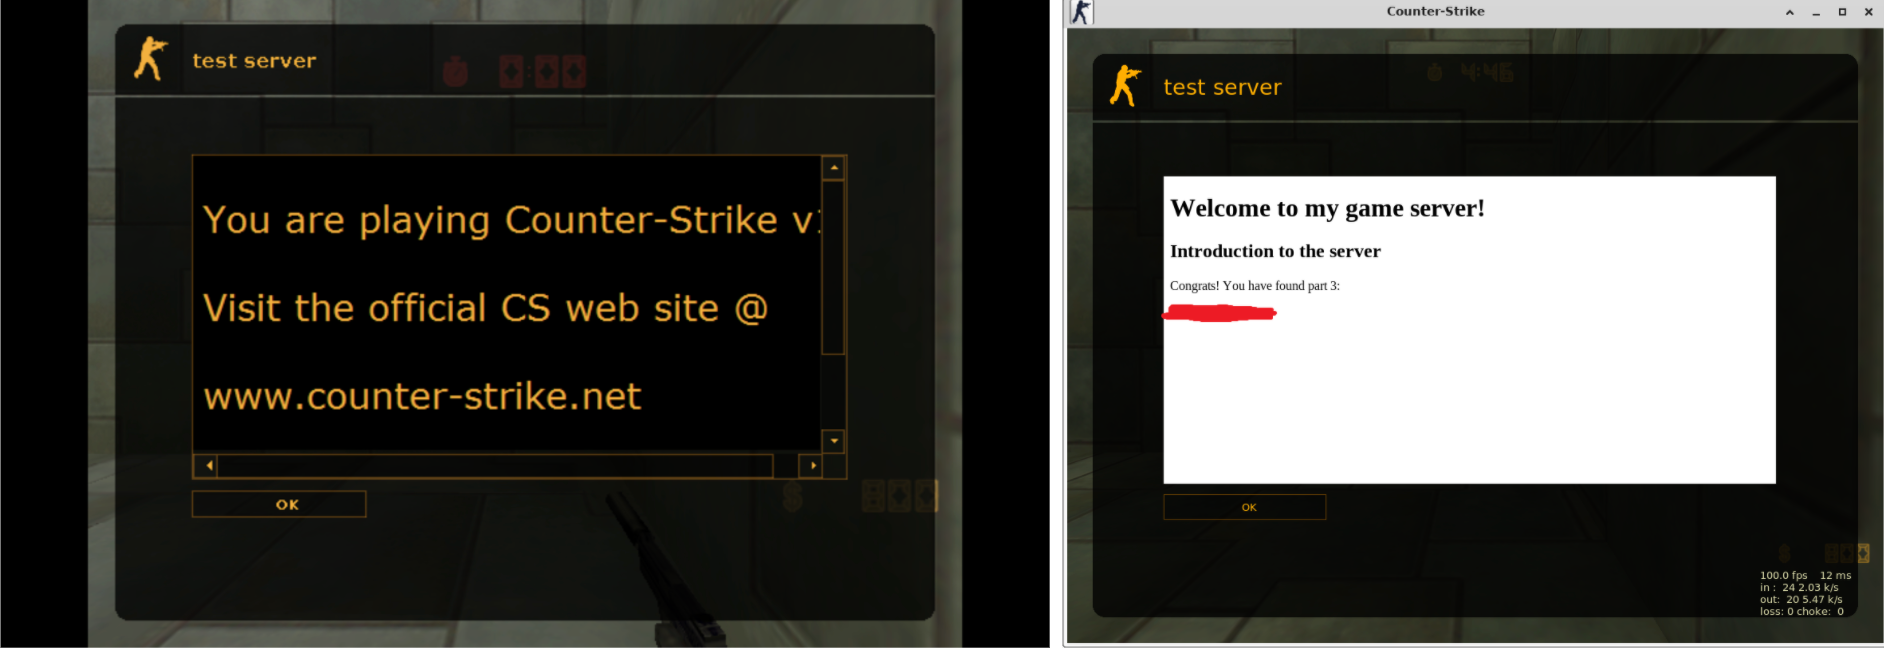 test server
You are playing Counter-Strike
Visit the official CS web site @
www.counter-strike.net
OK
Counter-Strike
4:46
test server
Welcome to my game server!
Introduction to the server
Congrats! You have found part 3:
OK
100.0 fps 12 ms
in : 24 2.03 k/s
out: 20 5.47 k/s
loss: 0 choke: 0